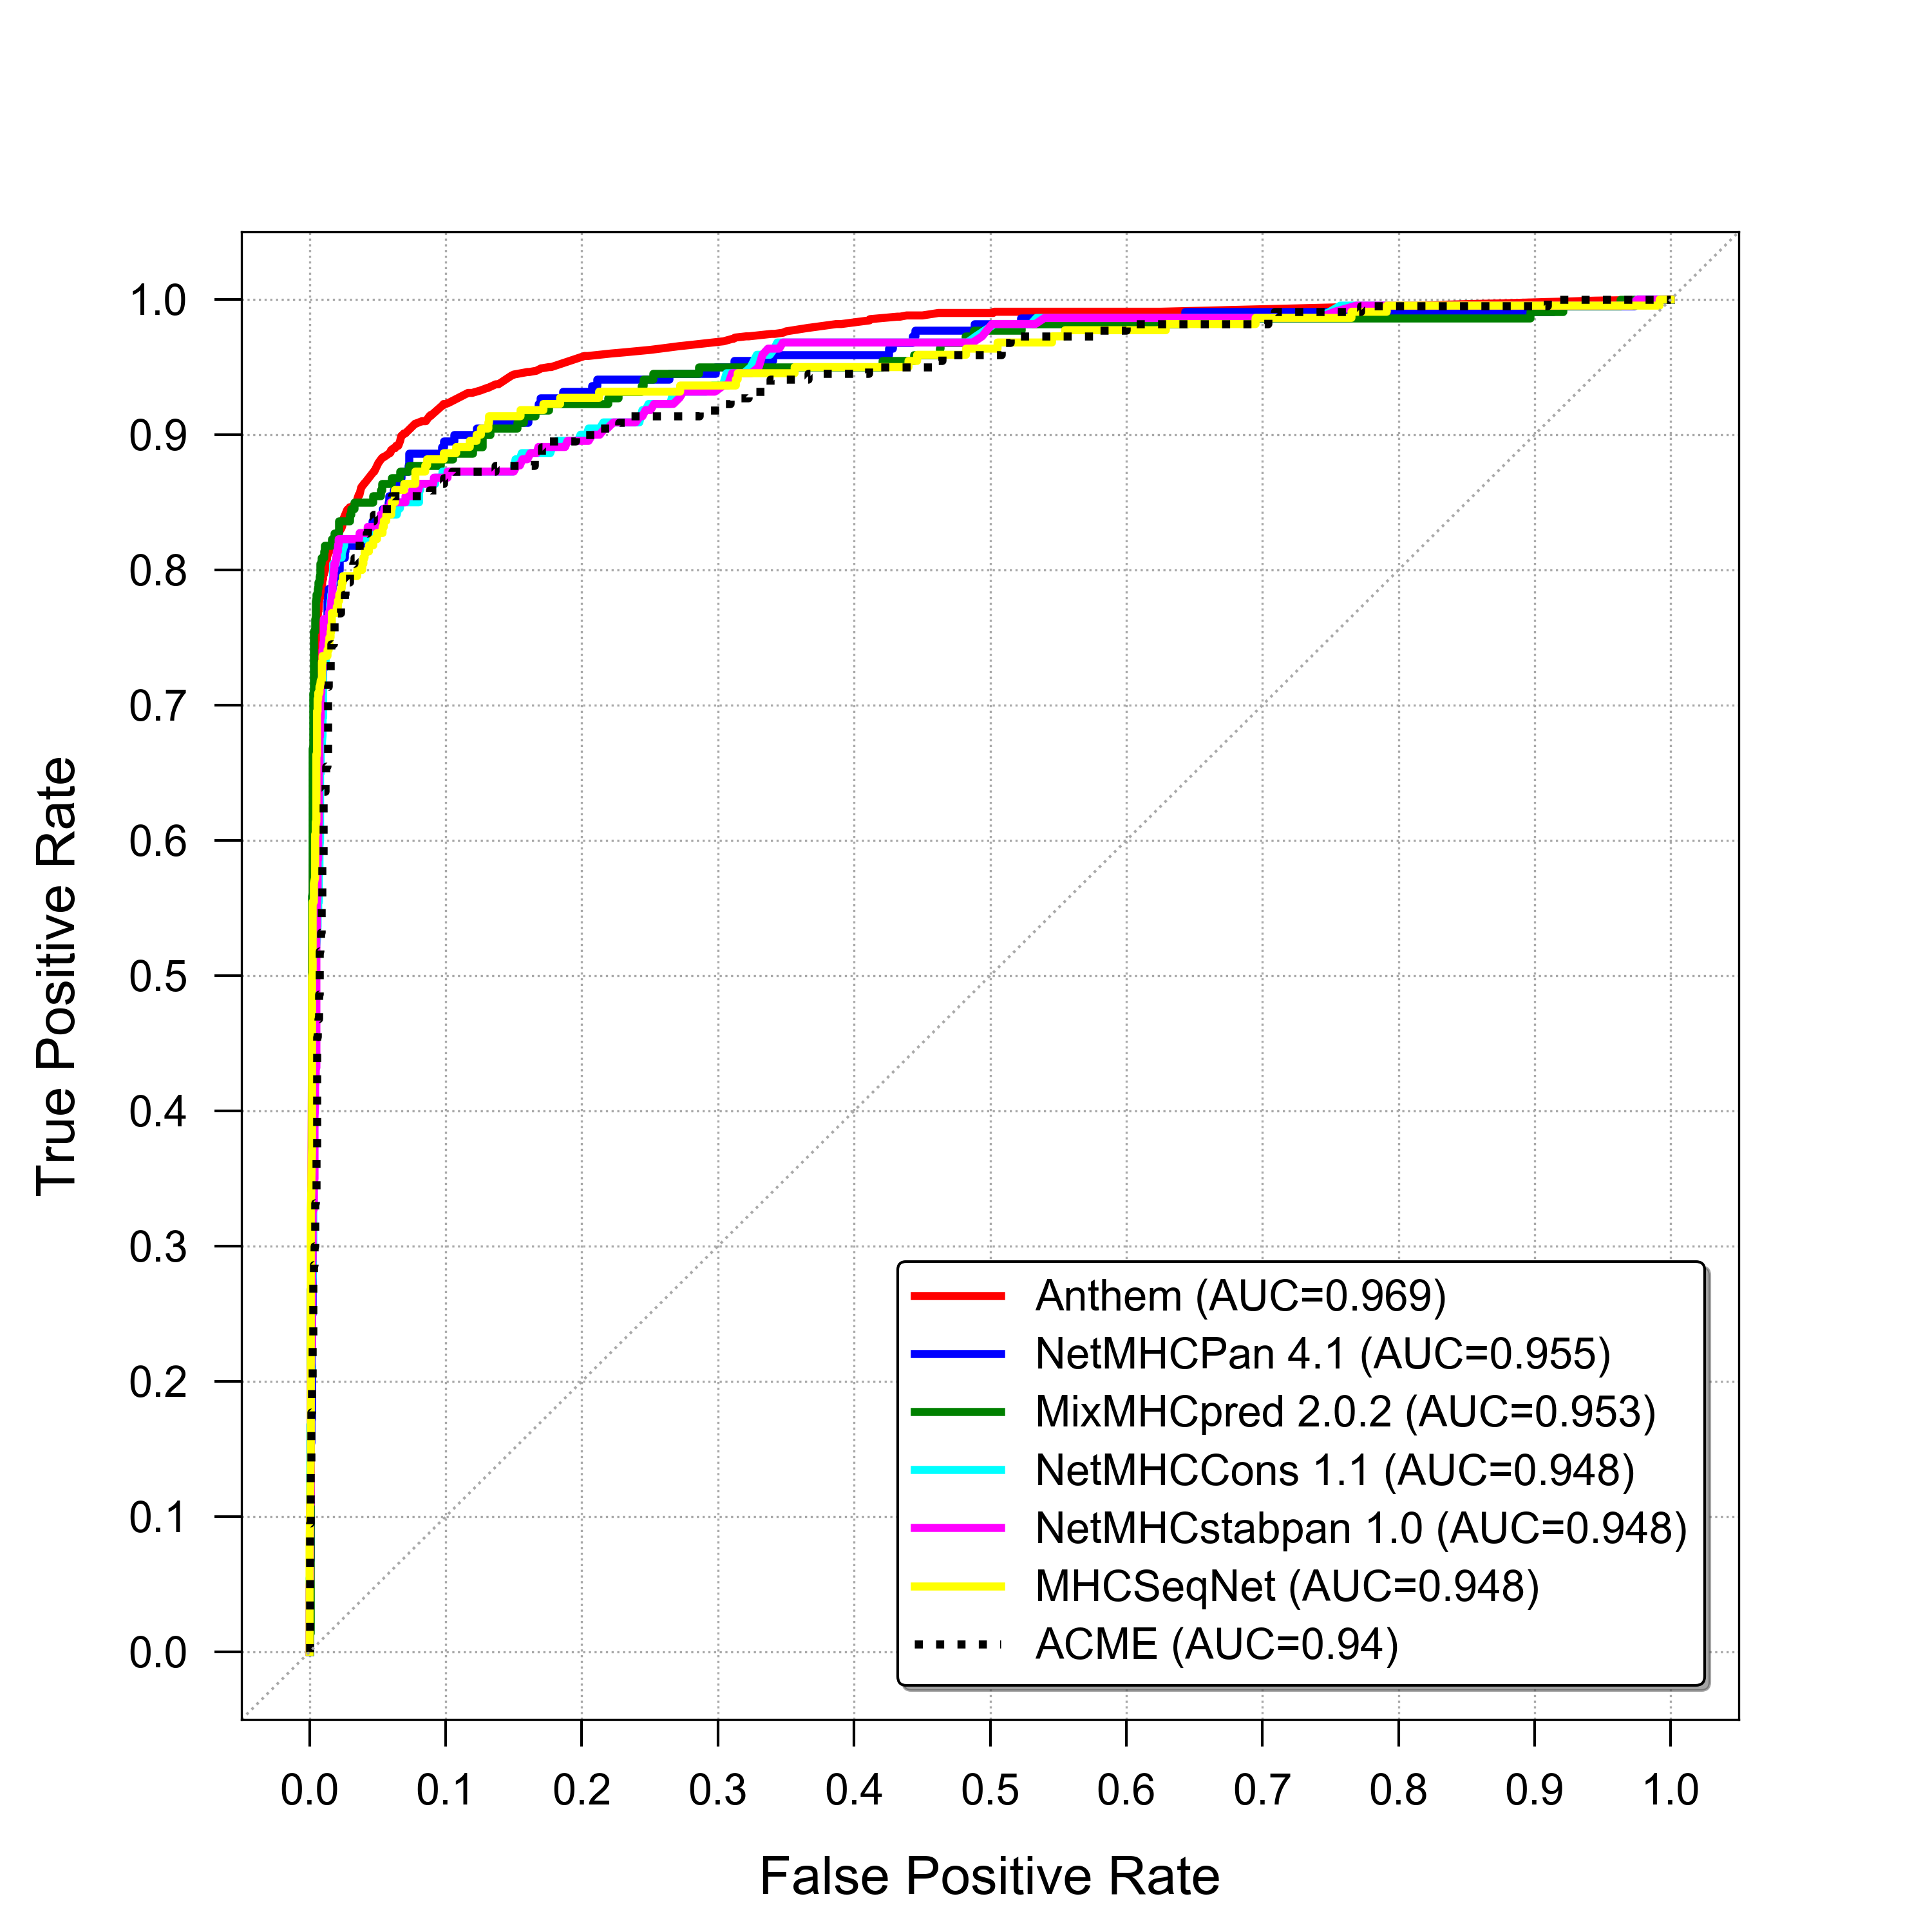 True Positive Rate
1.0
0.9
0.8
0.7
0.6
0.5
0.4
0.3
0.2
0.1
0.0
Anthem (AUC=0.969)
NetMHCPan 4.1 (AUC=0.955)
MixMHCpred 2.0.2 (AUC=0.953)
NetMHCCons 1.1 (AUC=0.948)
NetMHCstabpan 1.0 (AUC=0.948)
MHCSeqNet (AUC=0.948)
ACME (AUC=0.94)
0.0 0.1 0.2 0.3 0.4 0.5 0.6 0.7 0.8 0.9 1.0
False Positive Rate